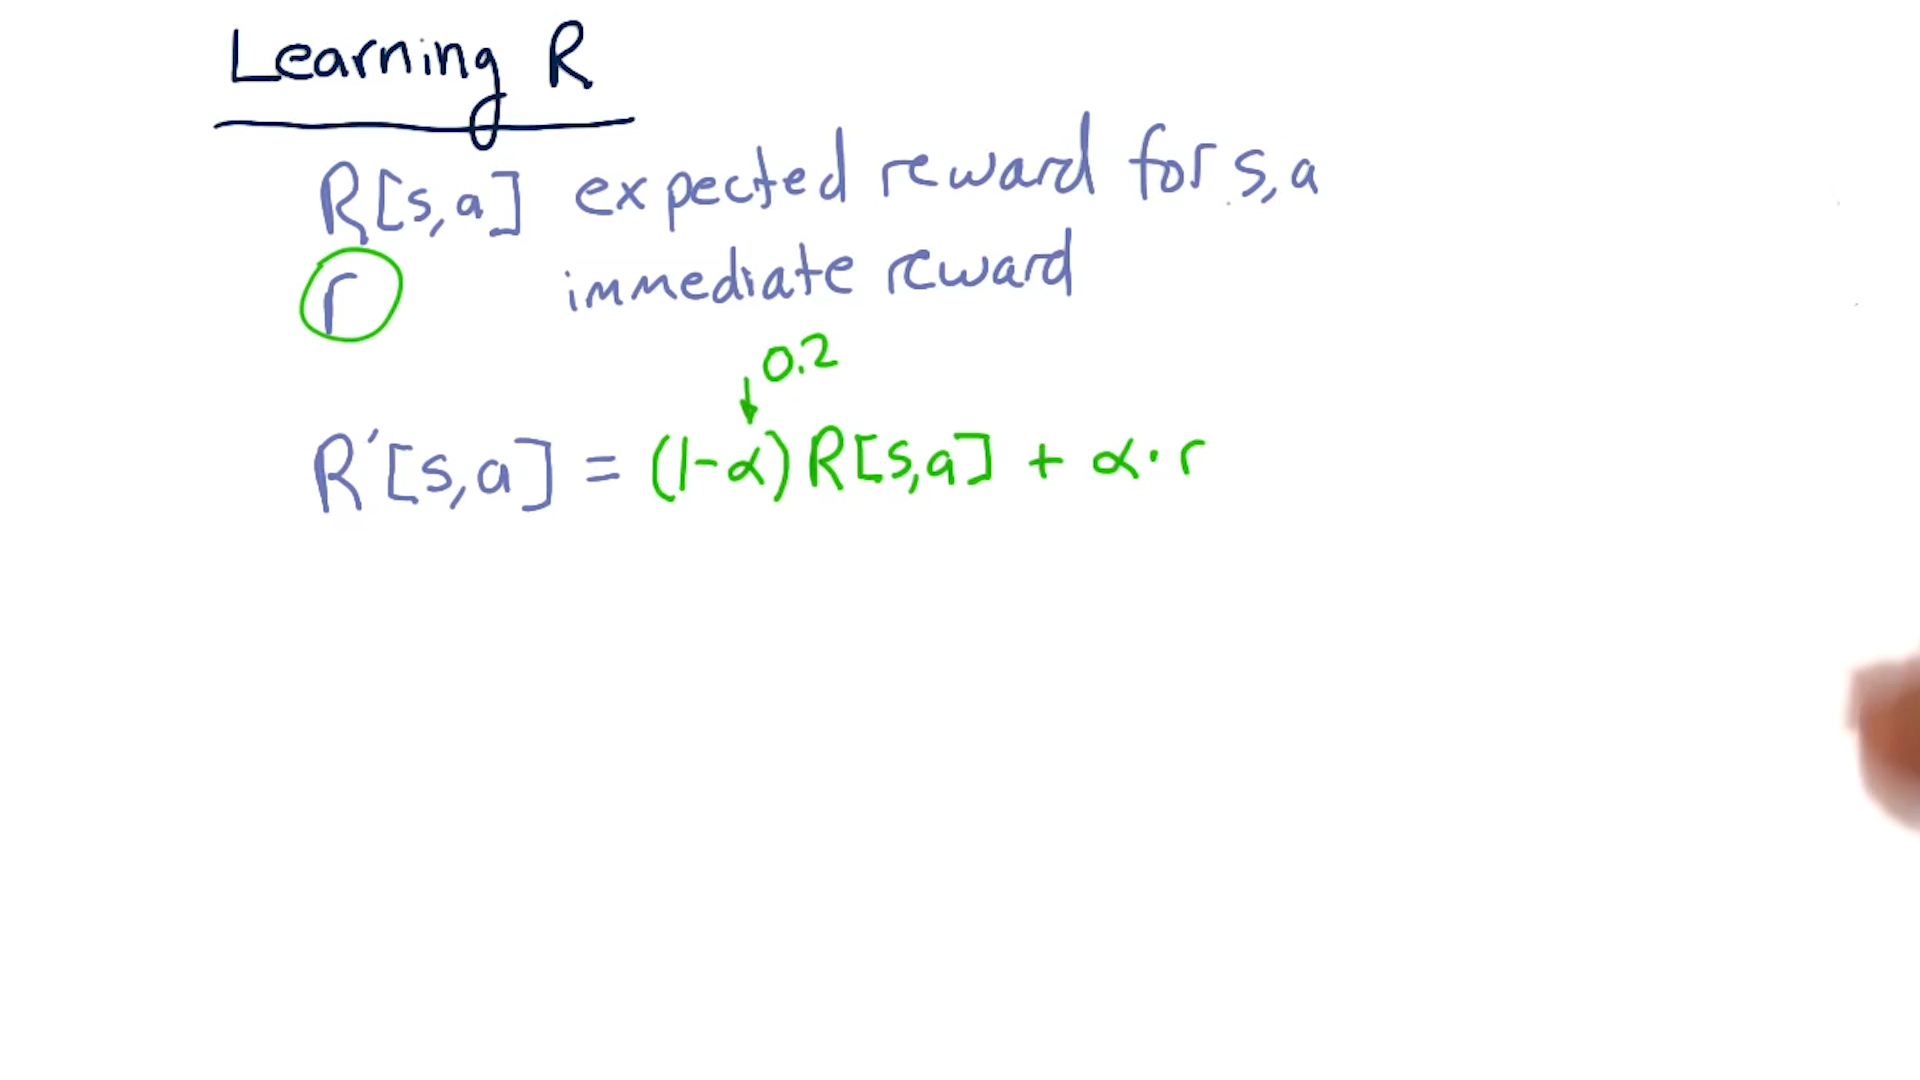 Learning R
R[s,a] expected reward for s,a
r immediate reward
0.2
R'[s,a] = (1-α) R[s,a] + α·r